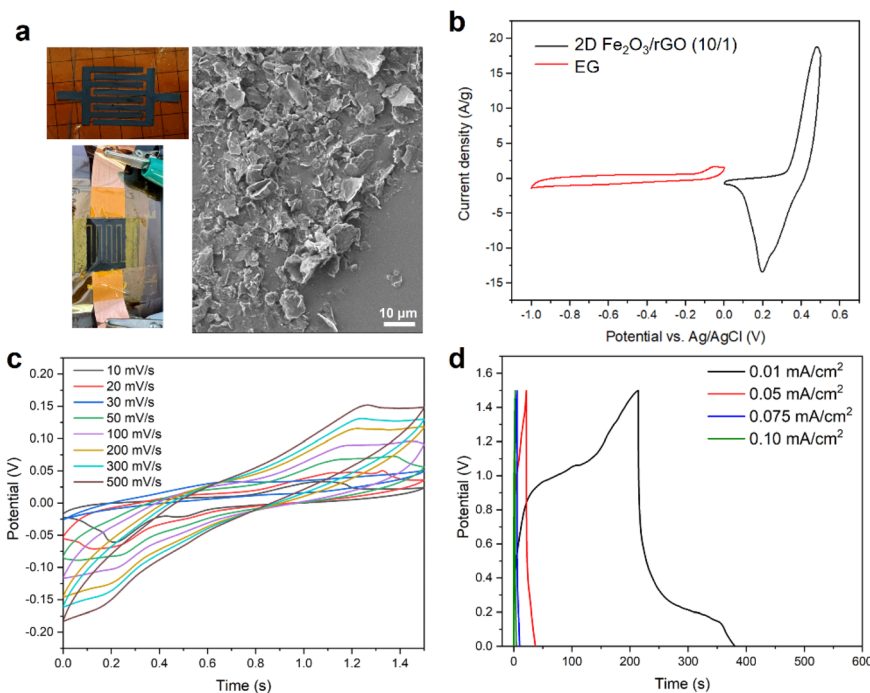 a
10 µm
b
2D Fe₂O₃/rGO (10/1)
EG
Current density (A/g)
20
15
10
5
0
-5
-10
-15
-1.0 -0.8 -0.6 -0.4 -0.2 0.0 0.2 0.4 0.6
Potential vs. Ag/AgCl (V)
c
10 mV/s
20 mV/s
30 mV/s
50 mV/s
100 mV/s
200 mV/s
300 mV/s
500 mV/s
Potential (V)
0.20
0.15
0.10
0.05
0.00
-0.05
-0.10
-0.15
-0.20
0.0 0.2 0.4 0.6 0.8 1.0 1.2 1.4
Time (s)
d
0.01 mA/cm²
0.05 mA/cm²
0.075 mA/cm²
0.10 mA/cm²
Potential (V)
1.6
1.4
1.2
1.0
0.8
0.6
0.4
0.2
0.0
0 100 200 300 400 500 600
Time (s)